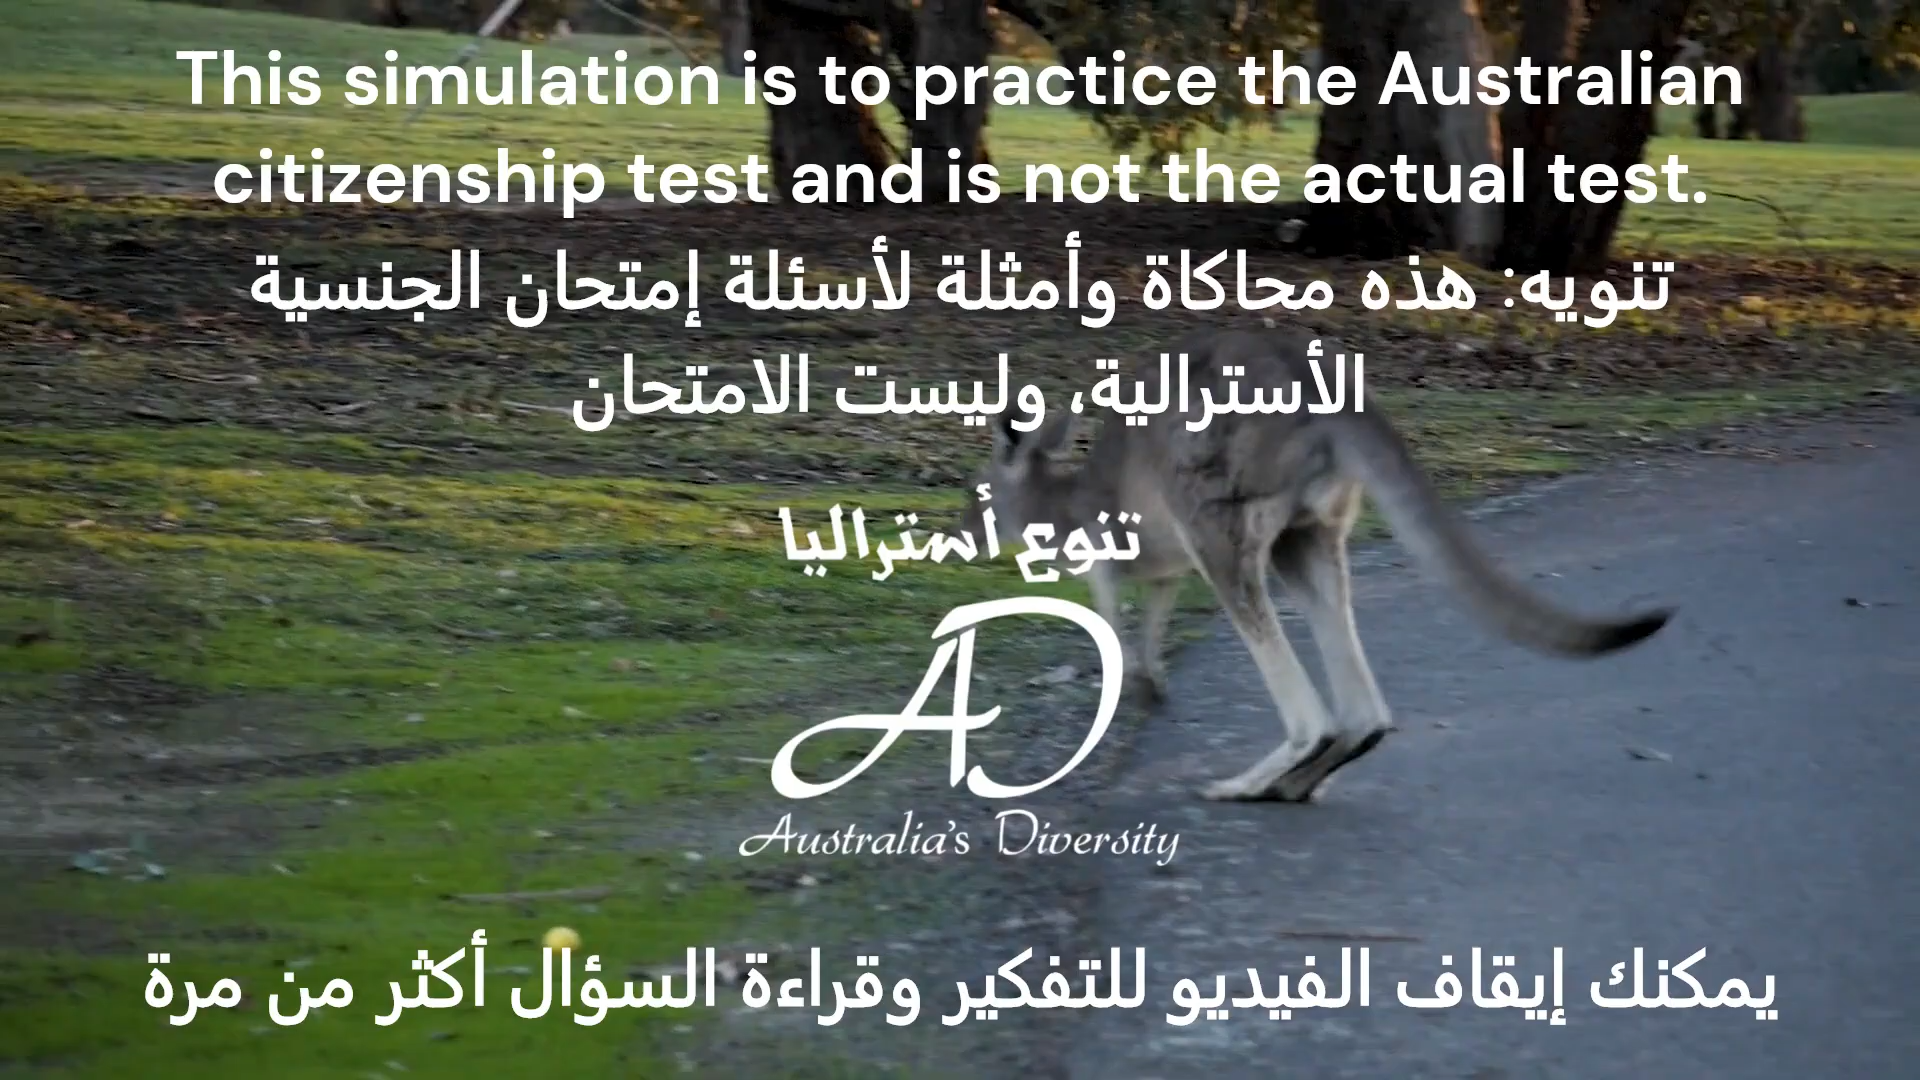 This simulation is to practice the Australian
citizenship test and is not the actual test.
تنويه: هذه محاكاة وأمثلة لأسئلة إمتحان الجنسية
الأسترالية، وليست الامتحان
تنوع أستراليا
AD
Australia's Diversity
يمكنك إيقاف الفيديو للتفكير وقراءة السؤال أكثر من مرة